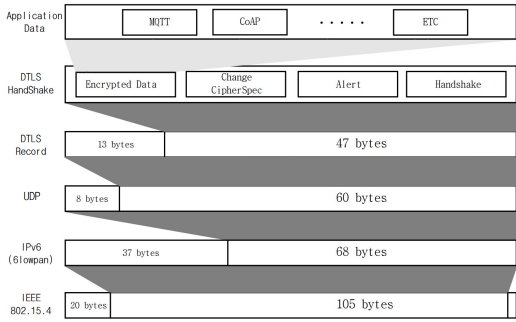 Application
Data
MQTT
CoAP
.....
ETC
DTLS
HandShake
Encrypted Data
Change
CipherSpec
Alert
Handshake
DTLS
Record
13 bytes
47 bytes
UDP
8 bytes
60 bytes
IPv6
(6lowpan)
37 bytes
68 bytes
IEEE
802.15.4
20 bytes
105 bytes